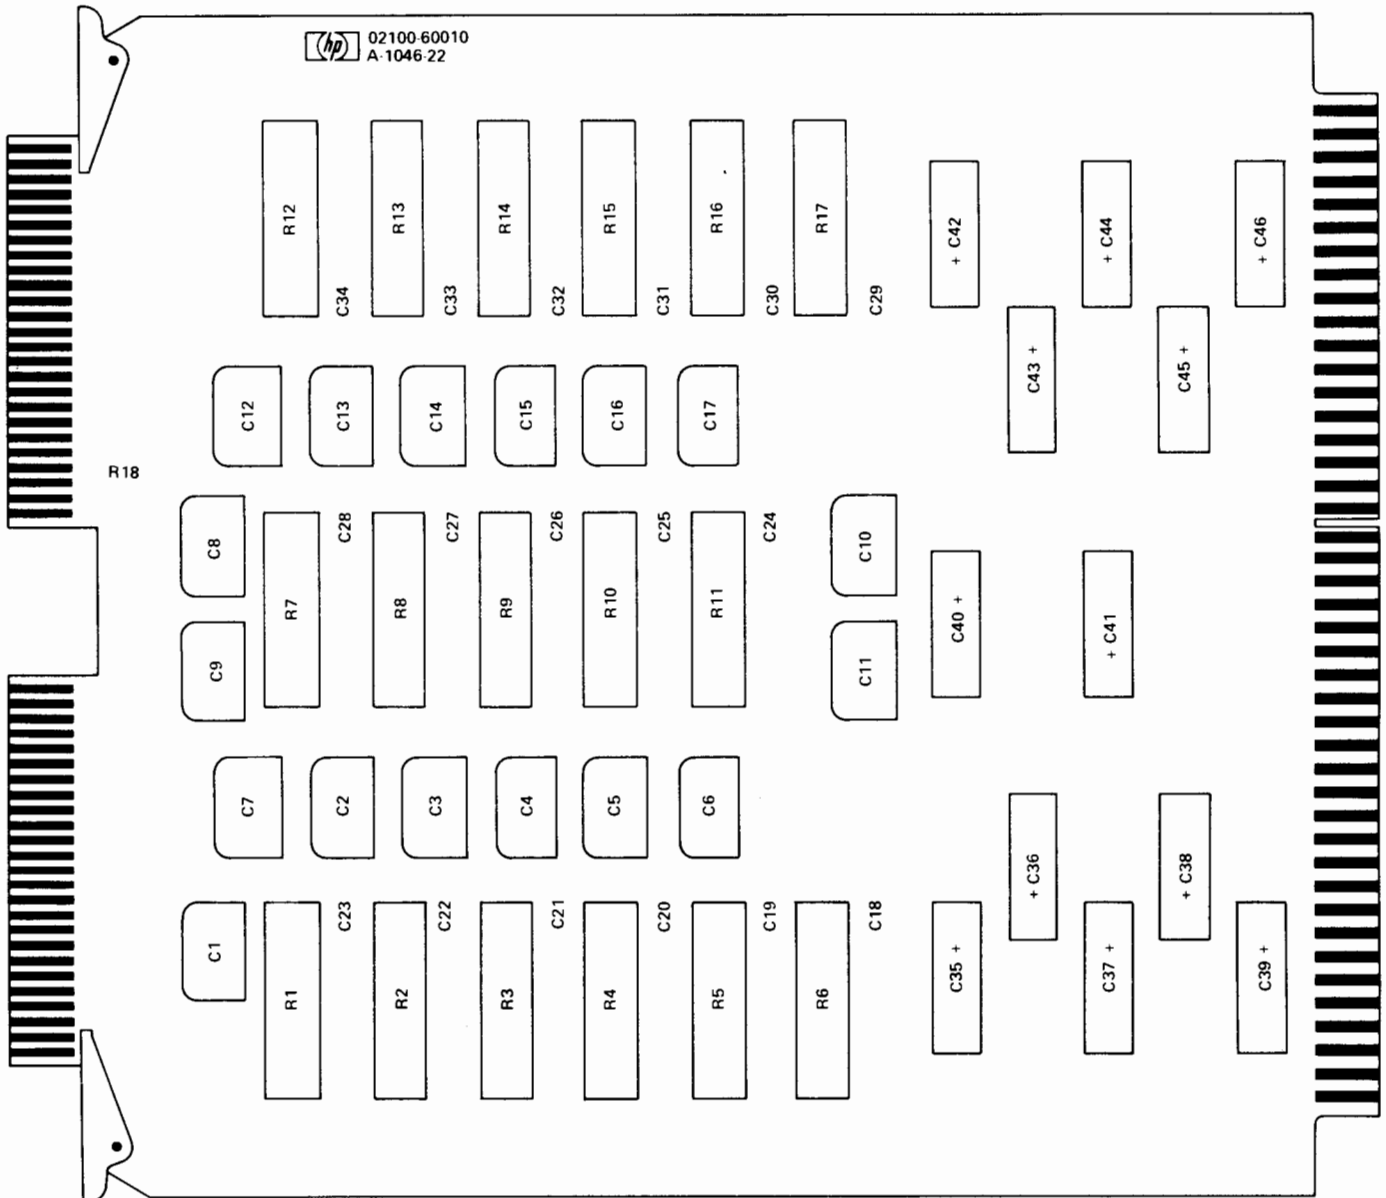 hp
02100-60010
A-1046-22
R12
R13
R14
R15
R16
R17
+ C42
+ C44
+ C46
C34
C33
C32
C31
C30
C29
C43 +
C45 +
C12
C13
C14
C15
C16
C17
R18
C8
C28
C27
C26
C25
C24
C10
R7
R8
R9
R10
R11
C40 +
+ C41
C9
C11
C7
C2
C3
C4
C5
C6
+ C36
+ C38
C1
C23
C22
C21
C20
C19
C18
R1
R2
R3
R4
R5
R6
C35 +
C37 +
C39 +